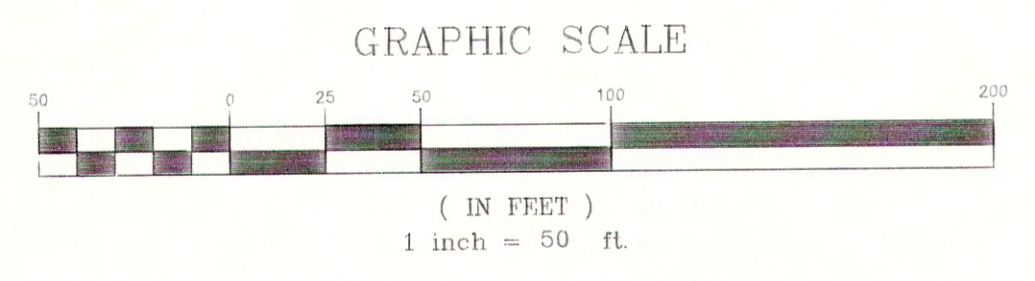 GRAPHIC SCALE
50 0 25 50 100 200
( IN FEET )
1 inch = 50 ft.